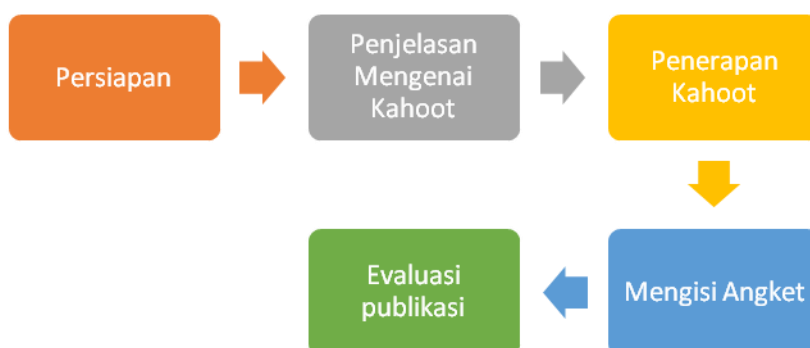 Persiapan
Penjelasan
Mengenai
Kahoot
Penerapan
Kahoot
Mengisi Angket
Evaluasi
publikasi